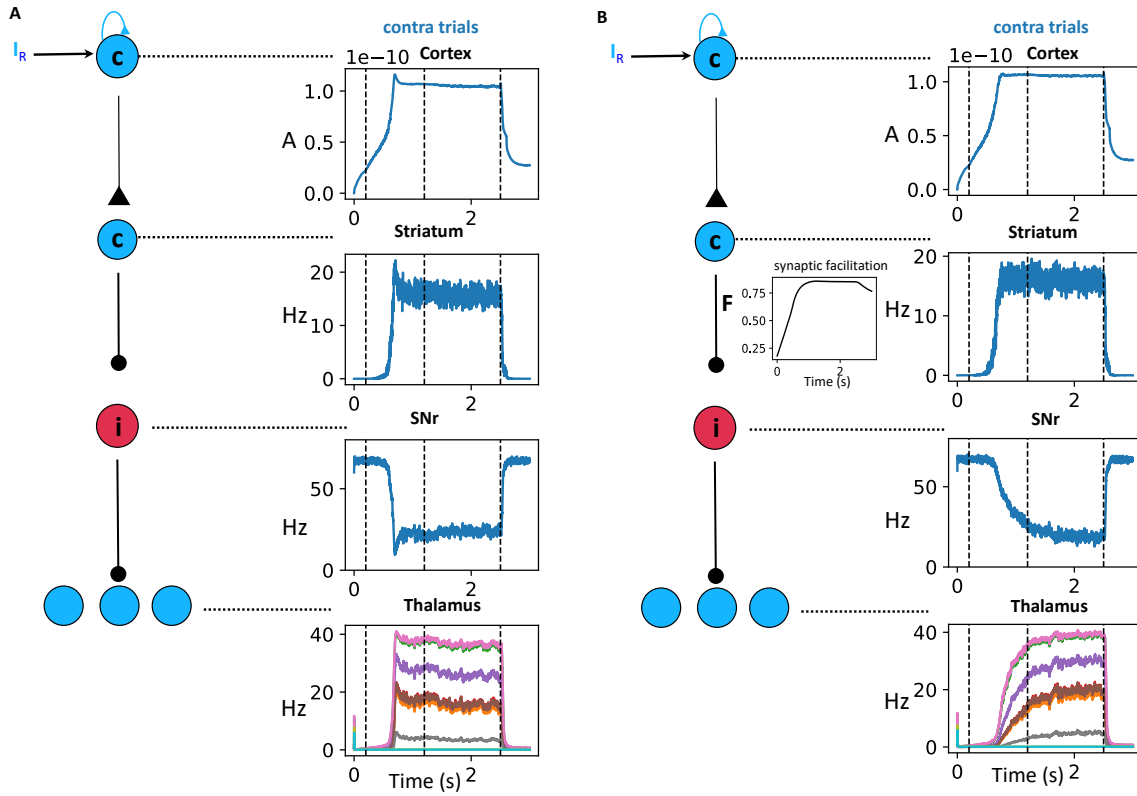 A
contra trials
Cortex
I_R
c
1e−10
1.0
0.5
0.0
A
0
2
c
Striatum
20
10
0
Hz
0
2
i
SNr
50
0
Hz
0
2
Thalamus
40
20
0
Hz
0
2
Time (s)
B
contra trials
Cortex
I_R
c
1e−10
1.0
0.5
0.0
A
0
2
c
Striatum
synaptic facilitation
F
0.75
0.50
0.25
0
2
Time (s)
20
10
0
Hz
0
2
i
SNr
50
0
Hz
0
2
Thalamus
40
20
0
Hz
0
2
Time (s)